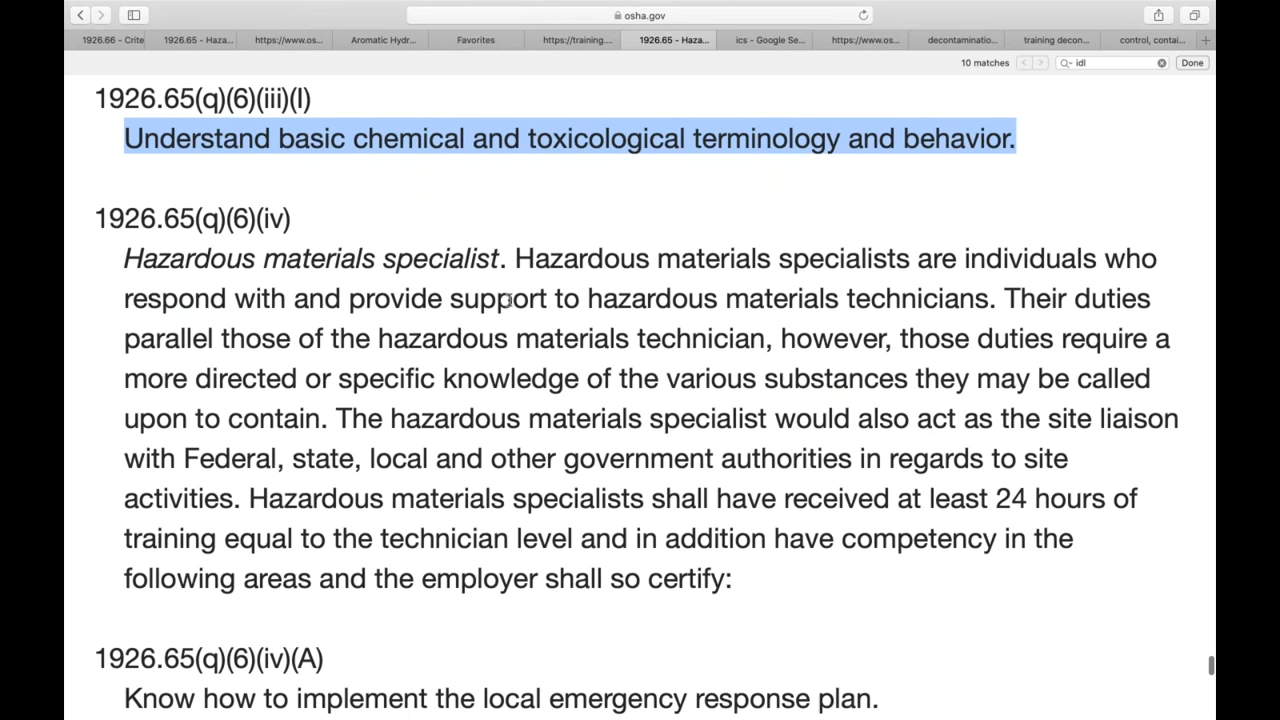 osha.gov
1926.66 - Crite
1926.65 - Haza...
https://www.os...
Aromatic Hydr...
Favorites
https://training....
1926.65 - Haza...
ics - Google Se...
https://www.os...
decontaminatio...
training decon...
control, contai...
10 matches
idl
Done
1926.65(q)(6)(iii)(I)
Understand basic chemical and toxicological terminology and behavior.
1926.65(q)(6)(iv)
Hazardous materials specialist. Hazardous materials specialists are individuals who
respond with and provide support to hazardous materials technicians. Their duties
parallel those of the hazardous materials technician, however, those duties require a
more directed or specific knowledge of the various substances they may be called
upon to contain. The hazardous materials specialist would also act as the site liaison
with Federal, state, local and other government authorities in regards to site
activities. Hazardous materials specialists shall have received at least 24 hours of
training equal to the technician level and in addition have competency in the
following areas and the employer shall so certify:
1926.65(q)(6)(iv)(A)
Know how to implement the local emergency response plan.